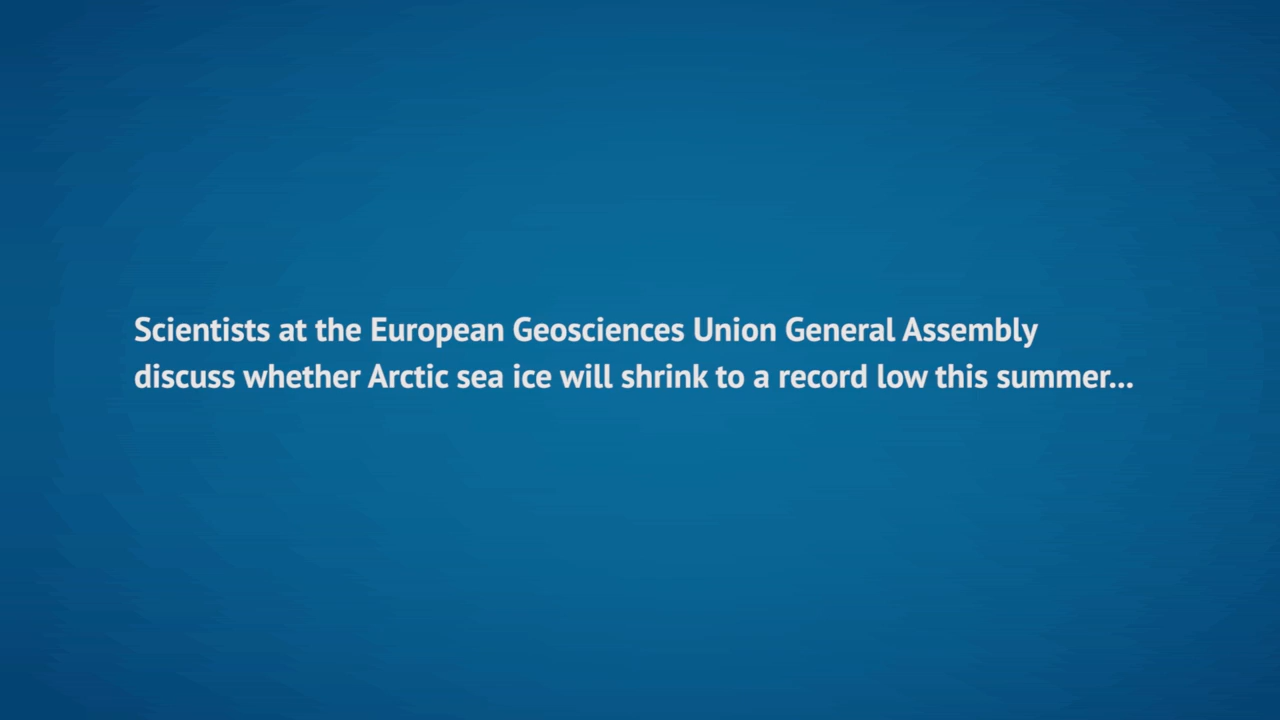 Scientists at the European Geosciences Union General Assembly
discuss whether Arctic sea ice will shrink to a record low this summer...